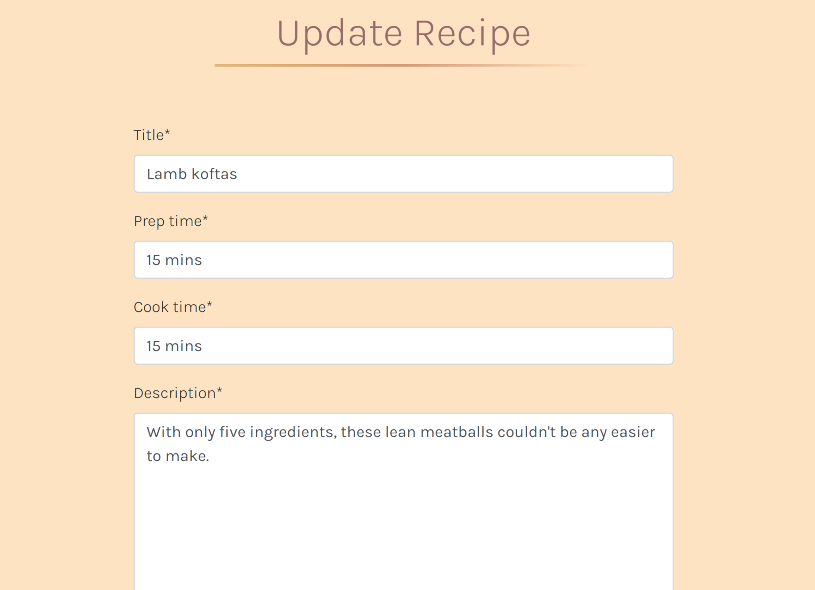 Update Recipe
Title*
Lamb koftas
Prep time*
15 mins
Cook time*
15 mins
Description*
With only five ingredients, these lean meatballs couldn't be any easier
to make.